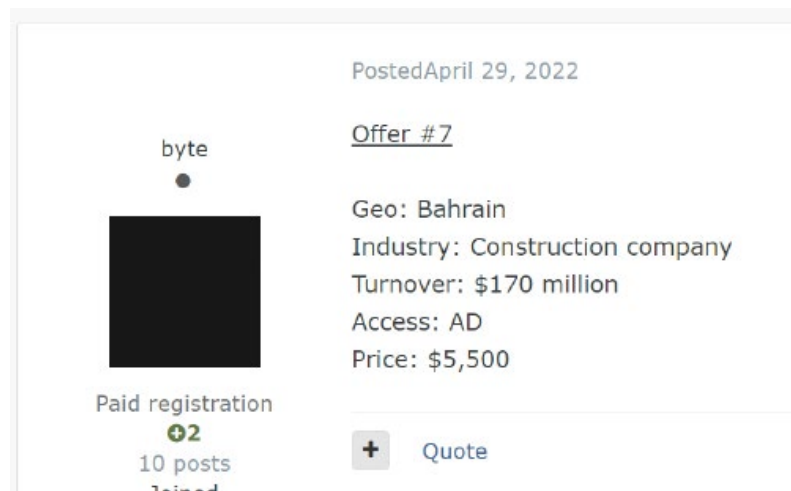 PostedApril 29, 2022
byte
Offer #7
Geo: Bahrain
Industry: Construction company
Turnover: $170 million
Access: AD
Price: $5,500
Paid registration
+2
10 posts
Joined
+ Quote